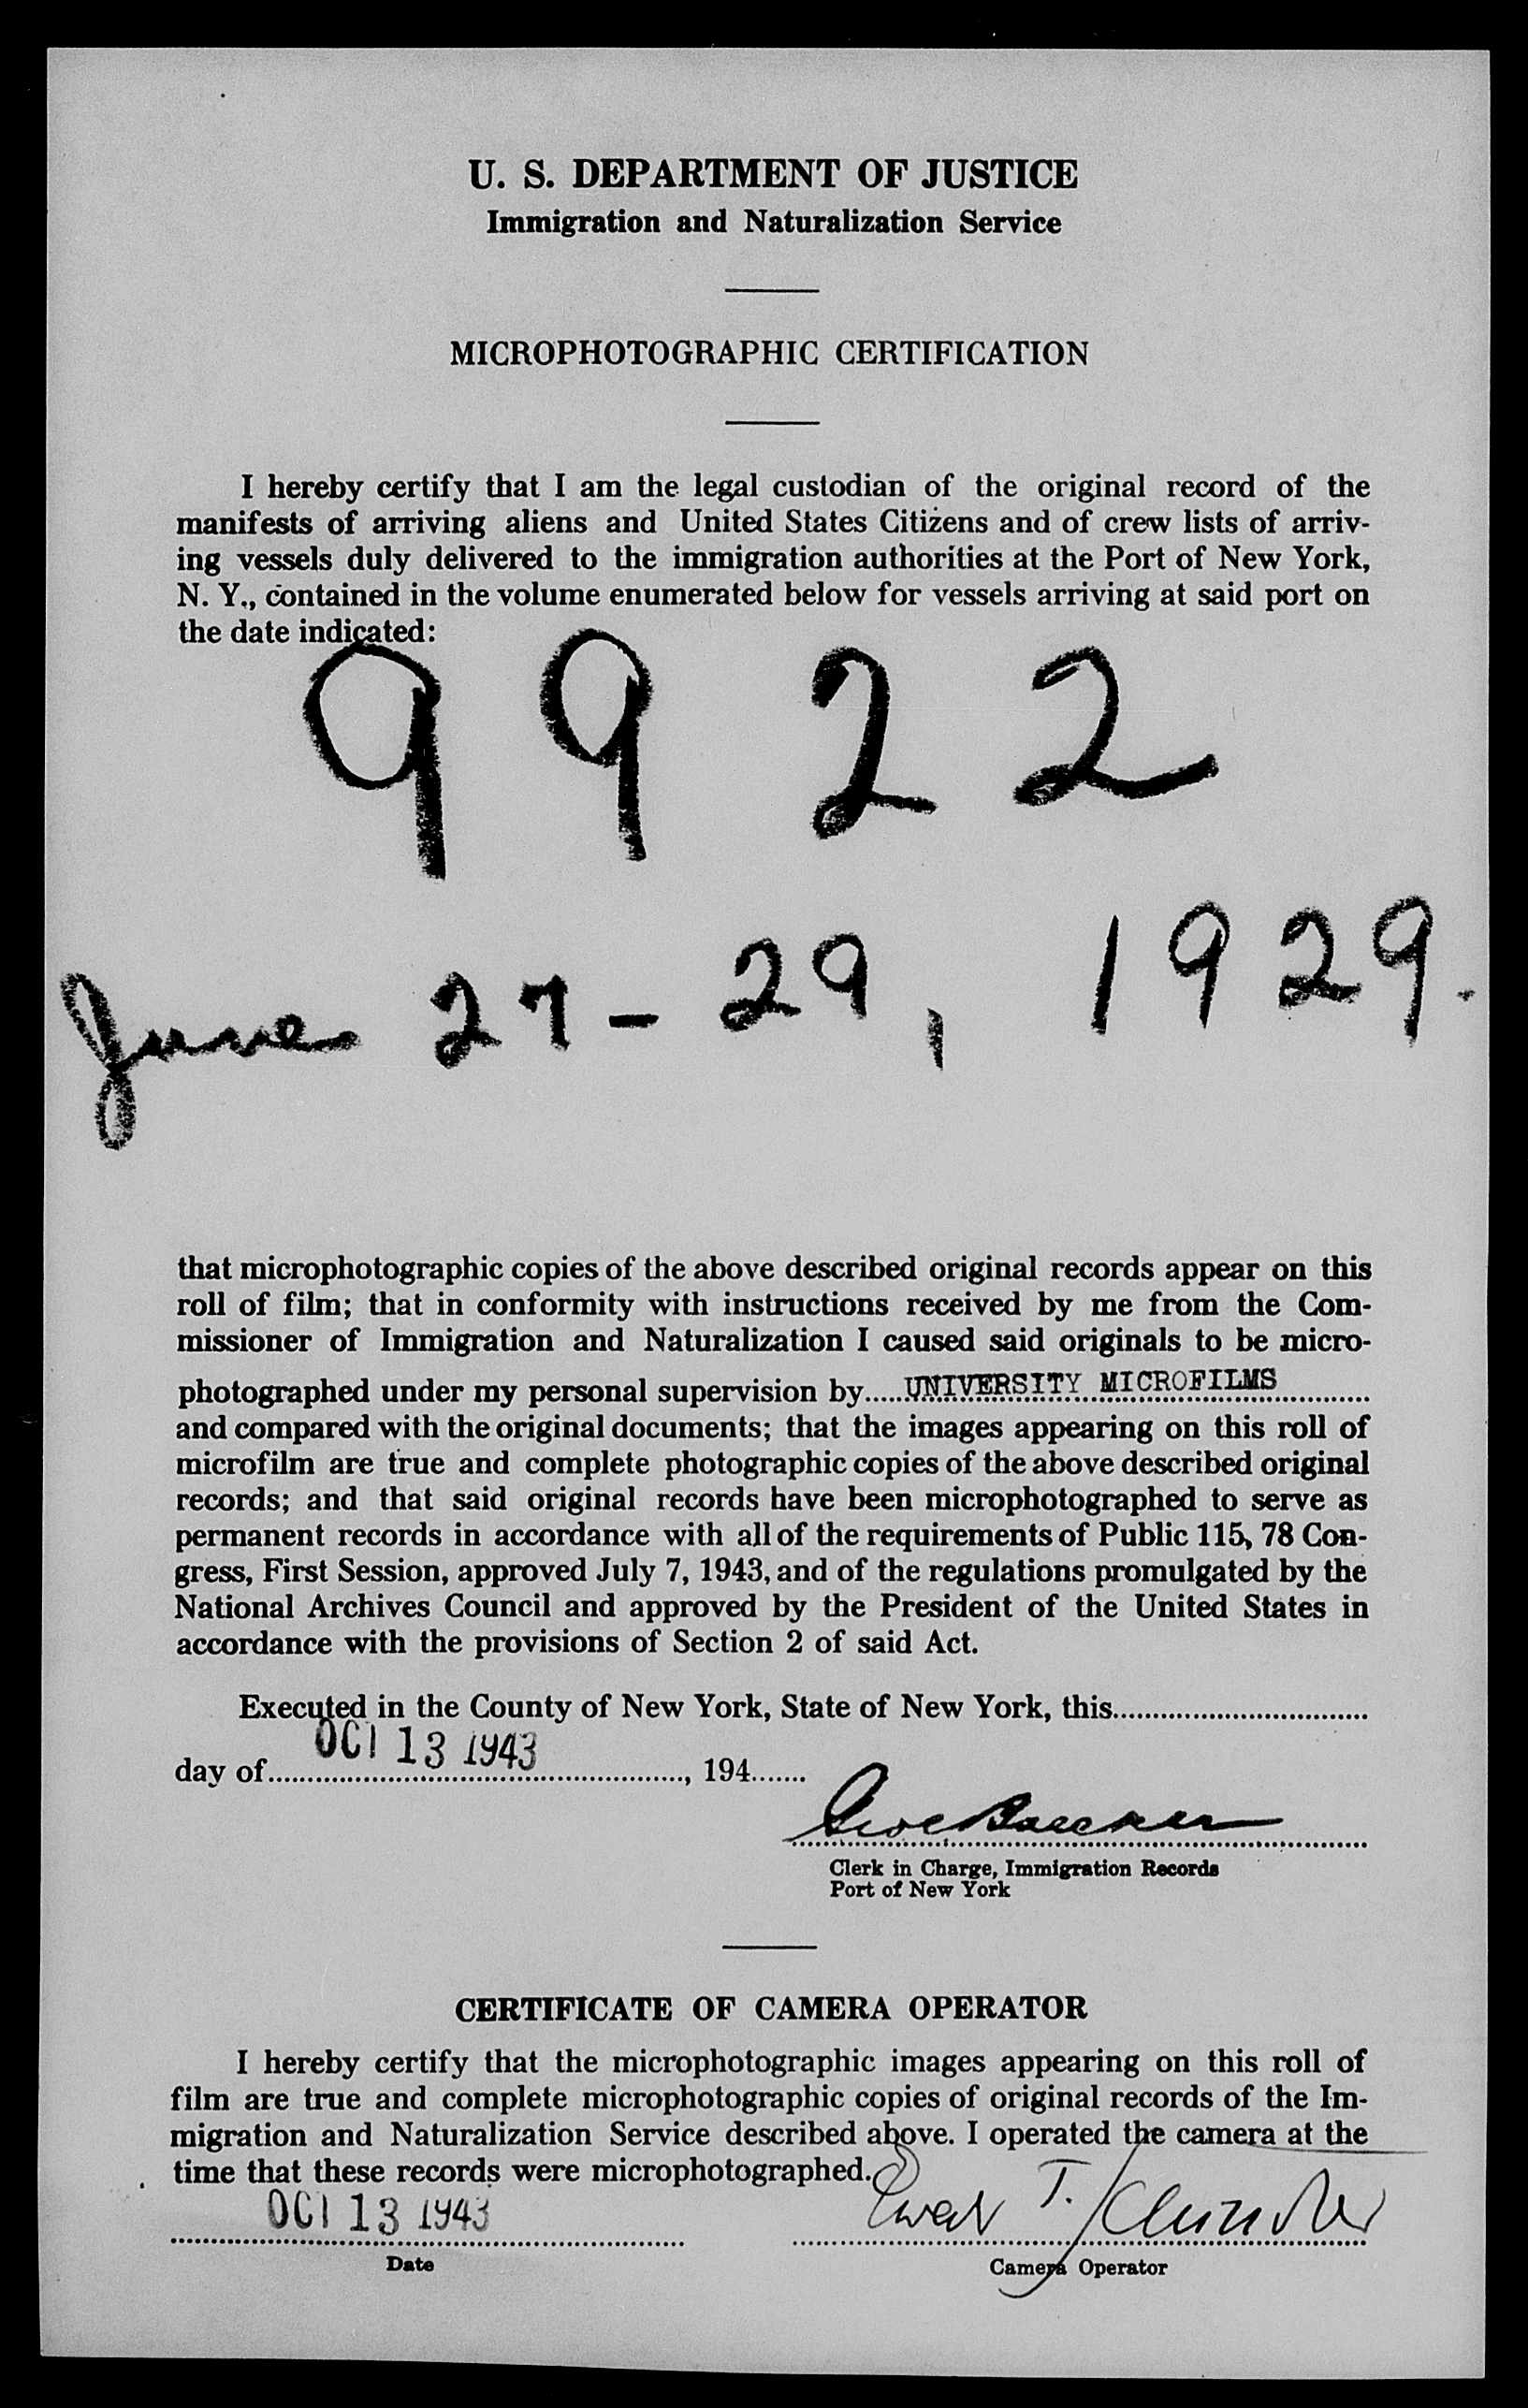 U. S. DEPARTMENT OF JUSTICE
Immigration and Naturalization Service
MICROPHOTOGRAPHIC CERTIFICATION
I hereby certify that I am the legal custodian of the original record of the
manifests of arriving aliens and United States Citizens and of crew lists of arriv-
ing vessels duly delivered to the immigration authorities at the Port of New York,
N. Y., contained in the volume enumerated below for vessels arriving at said port on
the date indicated:
9922
June 27 - 29, 1929.
that microphotographic copies of the above described original records appear on this
roll of film; that in conformity with instructions received by me from the Com-
missioner of Immigration and Naturalization I caused said originals to be micro-
photographed under my personal supervision by.....UNIVERSITY MICROFILMS
and compared with the original documents; that the images appearing on this roll of
microfilm are true and complete photographic copies of the above described original
records; and that said original records have been microphotographed to serve as
permanent records in accordance with all of the requirements of Public 115, 78 Con-
gress, First Session, approved July 7, 1943, and of the regulations promulgated by the
National Archives Council and approved by the President of the United States in
accordance with the provisions of Section 2 of said Act.
Executed in the County of New York, State of New York, this
day of OCT 13 1943, 194
Clerk in Charge, Immigration Records
Port of New York
CERTIFICATE OF CAMERA OPERATOR
I hereby certify that the microphotographic images appearing on this roll of
film are true and complete microphotographic copies of original records of the Im-
migration and Naturalization Service described above. I operated the camera at the
time that these records were microphotographed.
OCT 13 1943
Date
Camera Operator